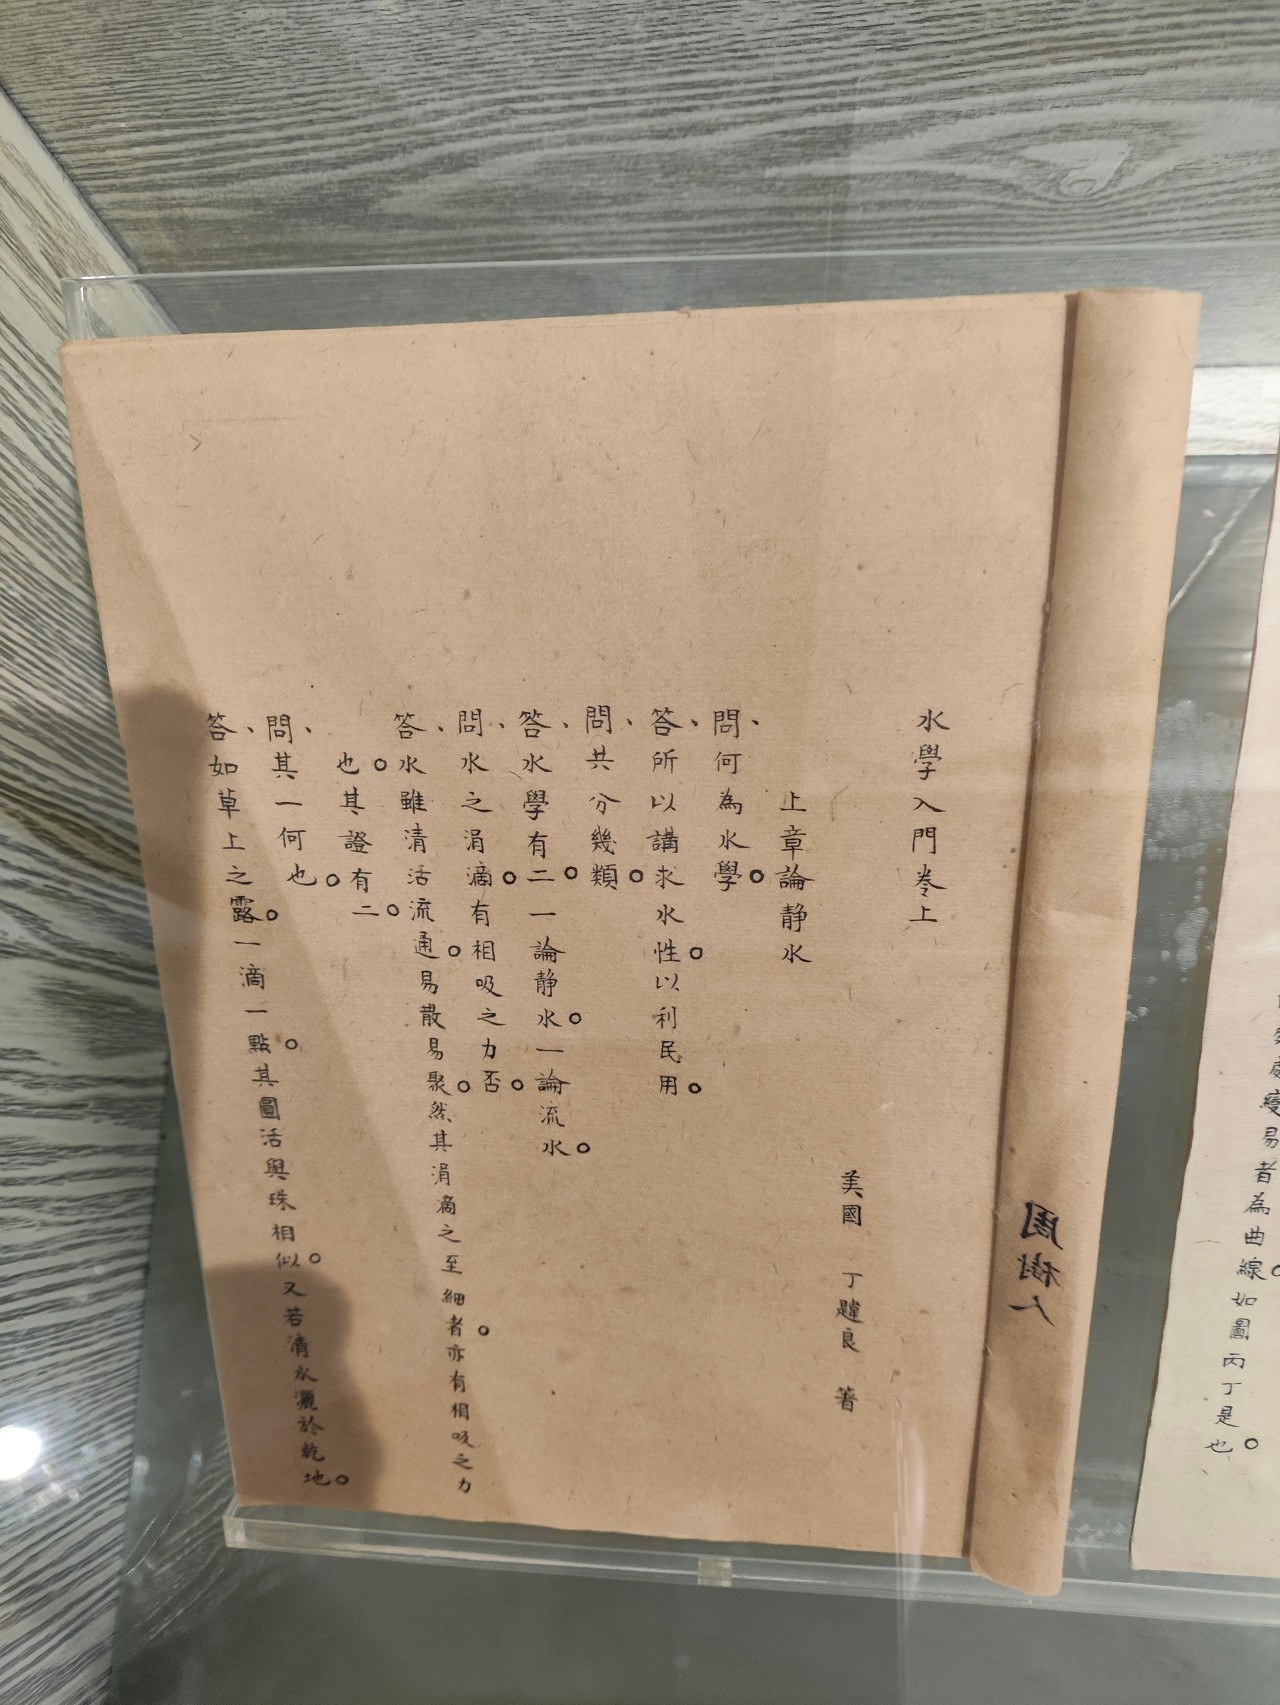 周樹人
水學入門卷上
美國 丁韙良 著
上章論靜水
問、何為水學。
答、所以講求水性。以利民用。
問、共分幾類。
答、水學有二。一論静水。一論流水。
問、水之涓滴。有相吸之力否。
答、水雖清活流通。易散易聚。然其涓滴之至細者。亦有相吸之力
也。其證有二。
問、其一何也。
答、如草上之露。一滴一點。其圓活與珠相似。又若清水灑於乾地。
變易者為曲線。如圖丙丁是也。